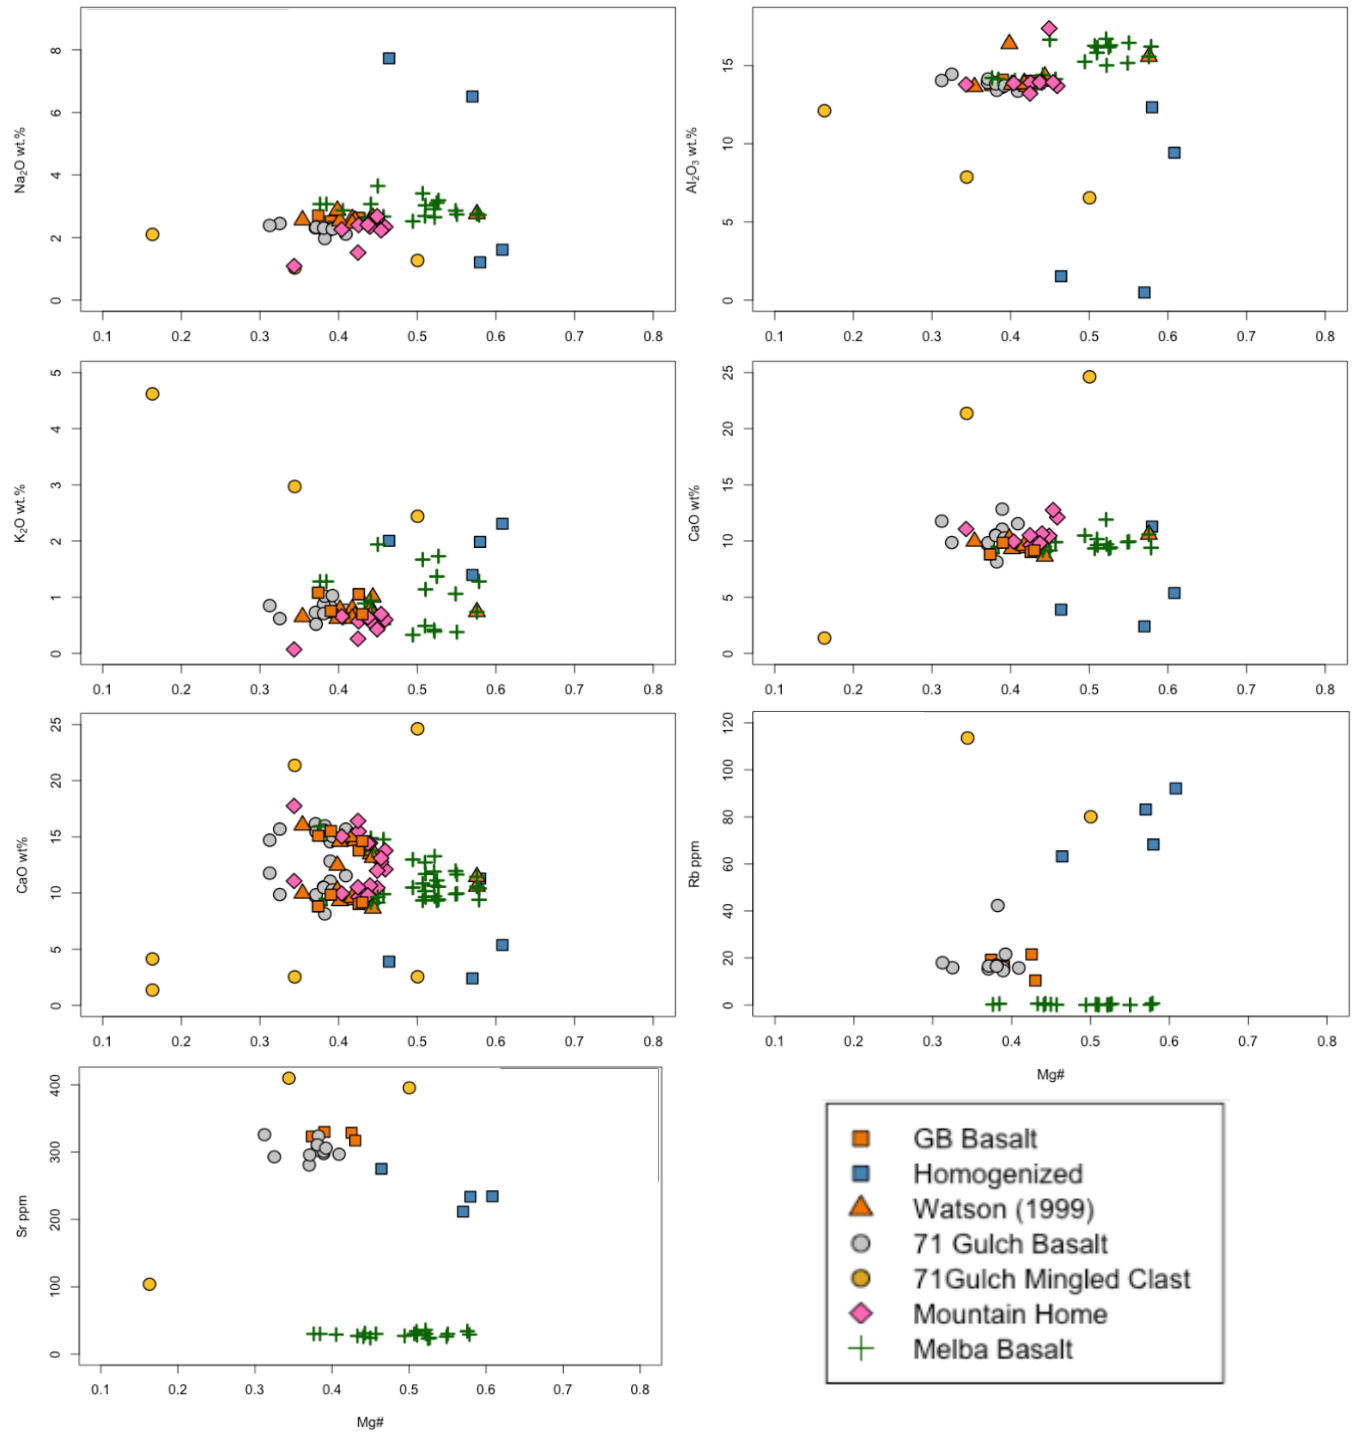 Na₂O wt.%
0 2 4 6 8
0.1 0.2 0.3 0.4 0.5 0.6 0.7 0.8
Al₂O₃ wt.%
0 5 10 15
0.1 0.2 0.3 0.4 0.5 0.6 0.7 0.8
K₂O wt.%
0 1 2 3 4 5
0.1 0.2 0.3 0.4 0.5 0.6 0.7 0.8
CaO wt%
0 5 10 15 20 25
0.1 0.2 0.3 0.4 0.5 0.6 0.7 0.8
CaO wt%
0 5 10 15 20 25
0.1 0.2 0.3 0.4 0.5 0.6 0.7 0.8
Rb ppm
0 20 40 60 80 100 120
0.1 0.2 0.3 0.4 0.5 0.6 0.7 0.8
Mg#
Sr ppm
0 100 200 300 400
0.1 0.2 0.3 0.4 0.5 0.6 0.7 0.8
Mg#
GB Basalt
Homogenized
Watson (1999)
71 Gulch Basalt
71Gulch Mingled Clast
Mountain Home
Melba Basalt